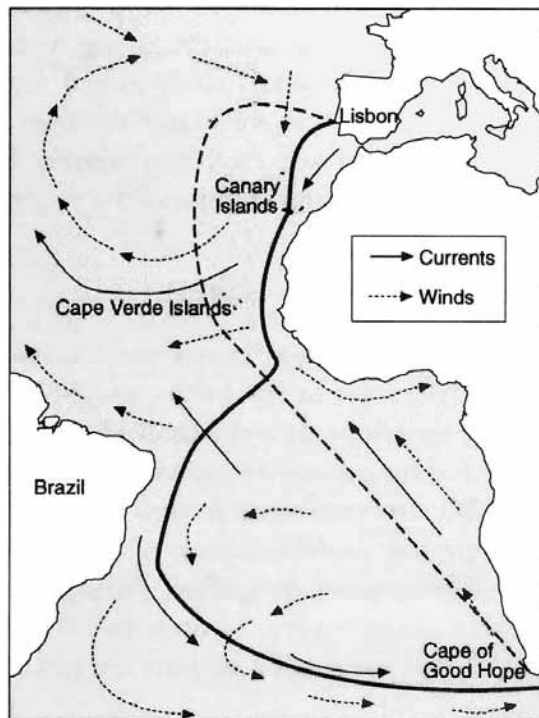 Lisbon
Canary
Islands
Currents
Winds
Cape Verde Islands
Brazil
Cape of
Good Hope